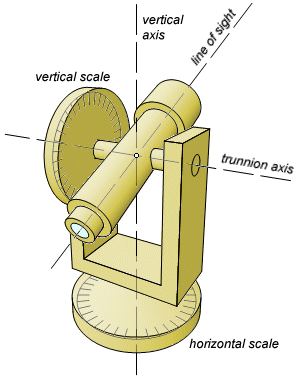 vertical
axis
line of sight
vertical scale
trunnion axis
horizontal scale